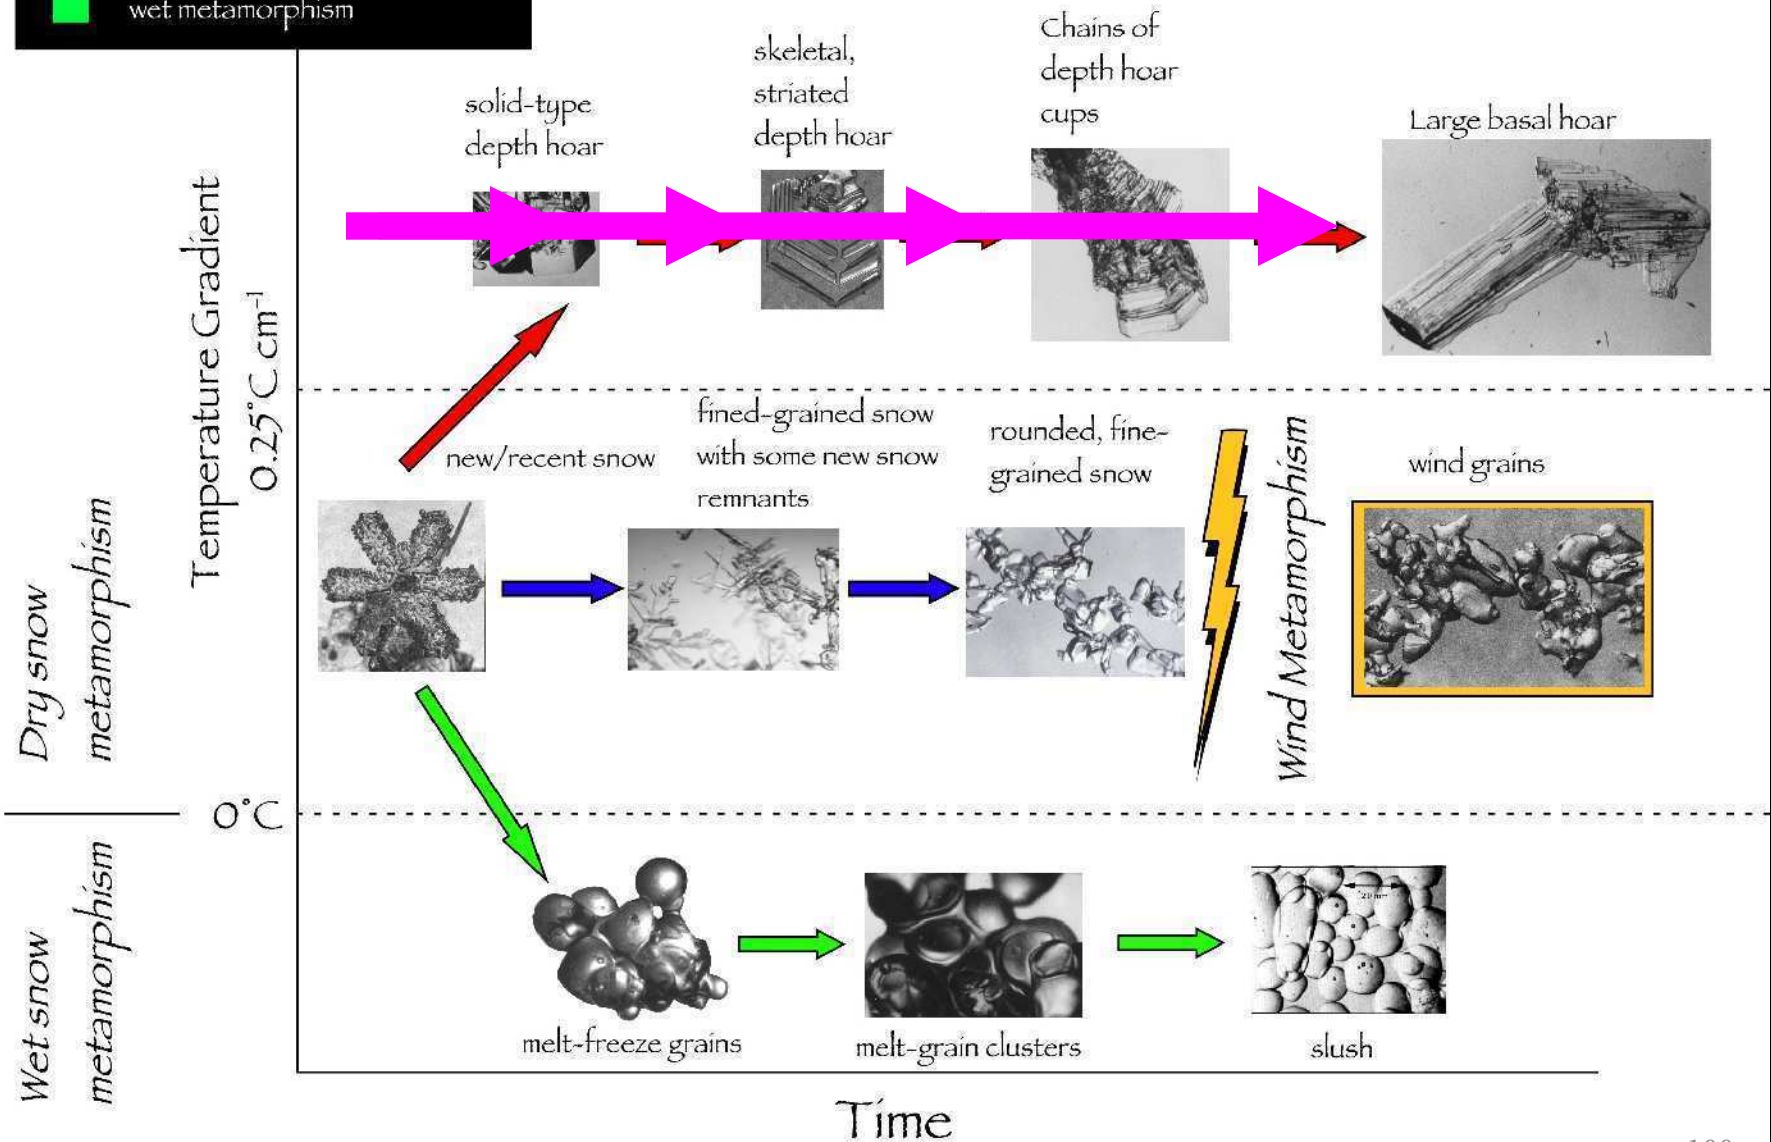 wet metamorphism
Chains of
depth hoar
cups
skeletal,
striated
depth hoar
solid-type
depth hoar
Large basal hoar
Temperature Gradient
0.25°C cm⁻¹
new/recent snow
fined-grained snow
with some new snow
remnants
rounded, fine-
grained snow
Wind Metamorphism
wind grains
Dry snow
metamorphism
0°C
Wet snow
metamorphism
melt-freeze grains
melt-grain clusters
slush
Time